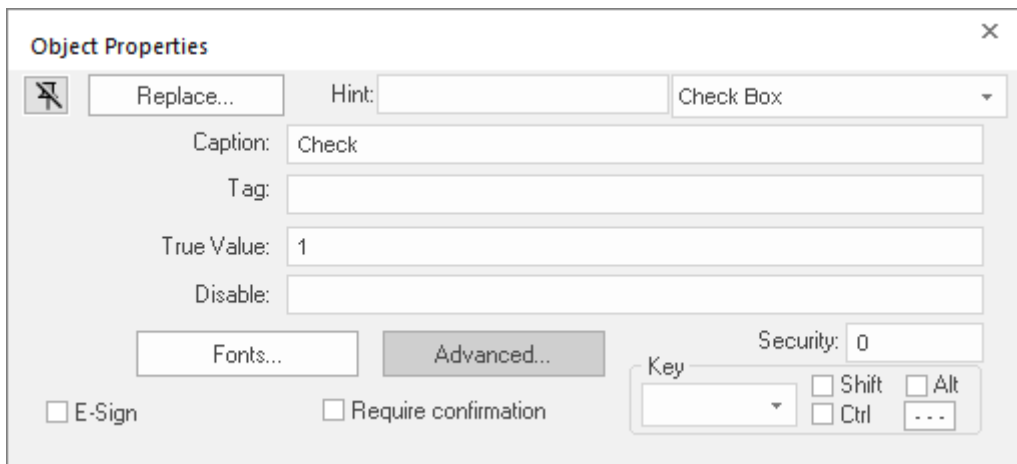 Object Properties
Replace... Hint: Check Box
Caption: Check
Tag:
True Value: 1
Disable:
Fonts... Advanced... Security: 0
Key
Shift Alt
E-Sign Require confirmation Ctrl ...